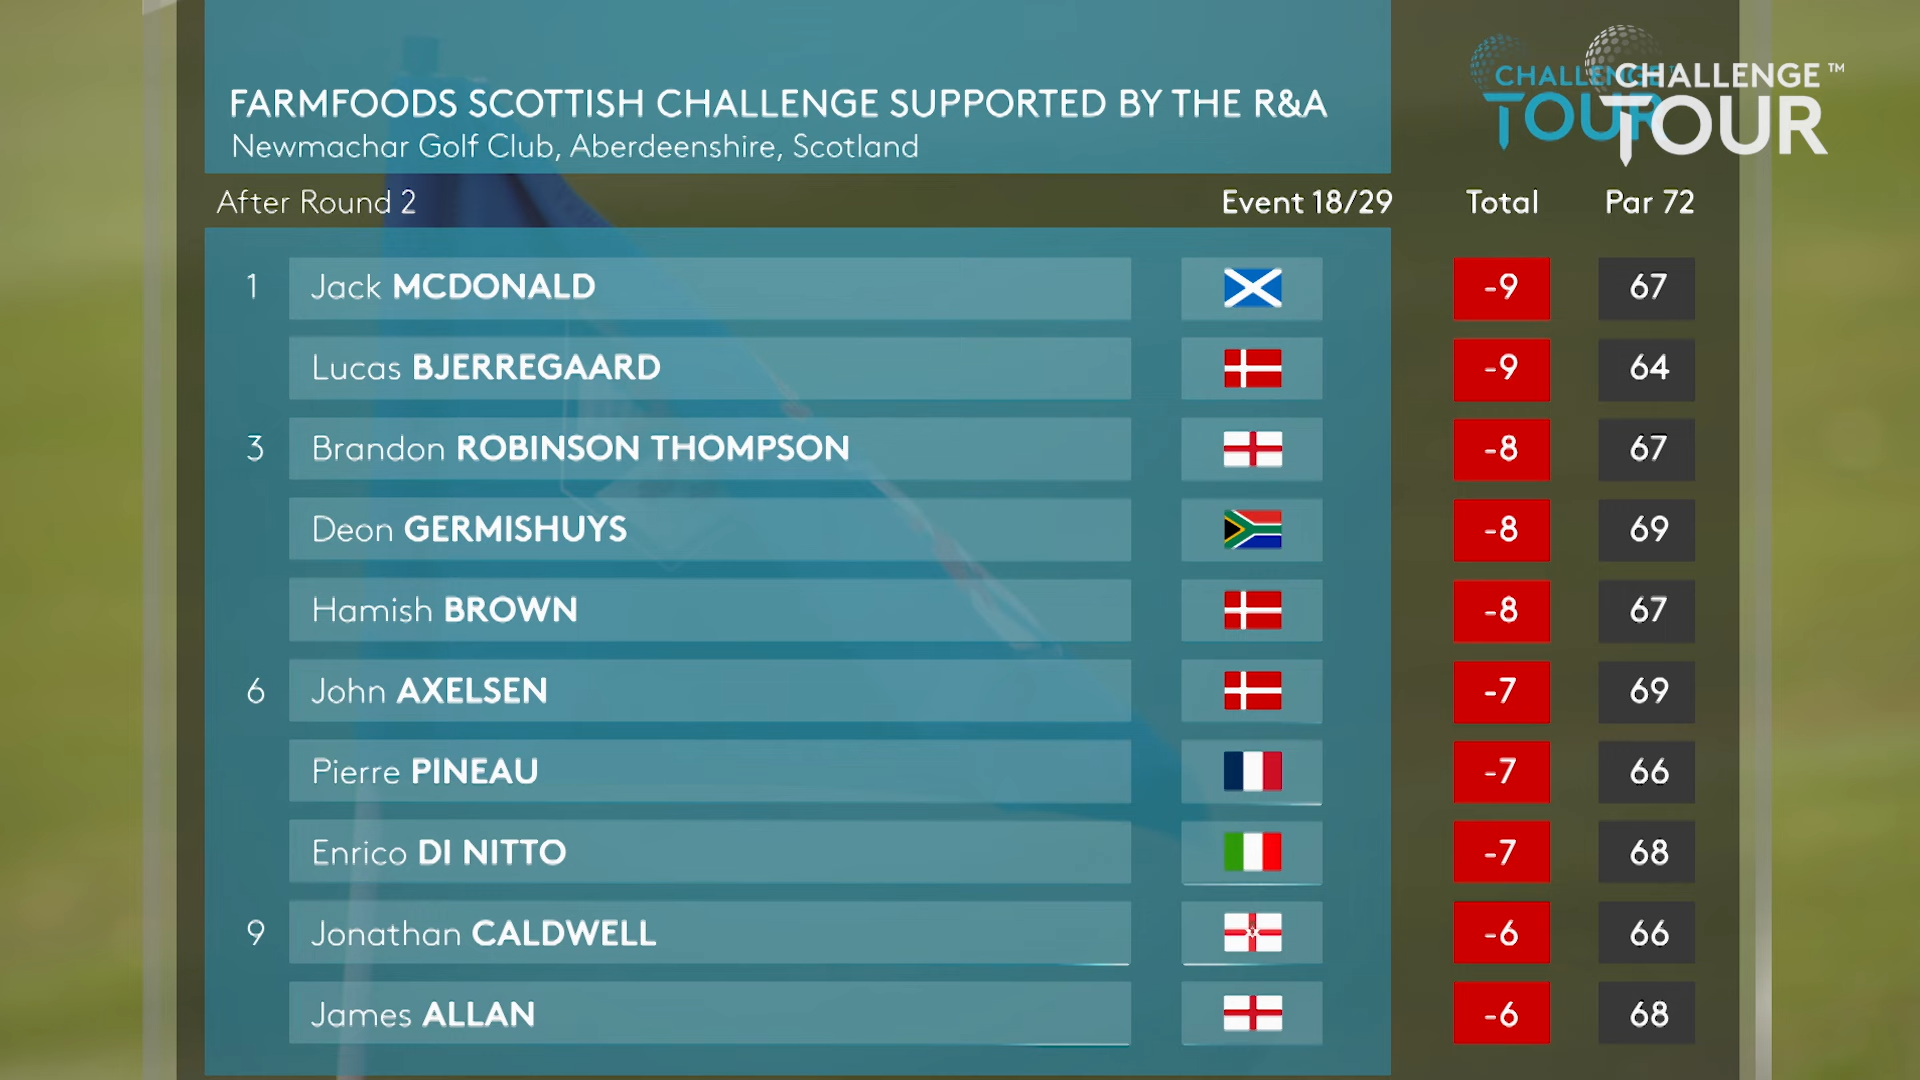 CHALLENGE
TOUR
CHALLENGE™
TOUR
FARMFOODS SCOTTISH CHALLENGE SUPPORTED BY THE R&A
Newmachar Golf Club, Aberdeenshire, Scotland
After Round 2 Event 18/29 Total Par 72
1 Jack MCDONALD -9 67
Lucas BJERREGAARD -9 64
3 Brandon ROBINSON THOMPSON -8 67
Deon GERMISHUYS -8 69
Hamish BROWN -8 67
6 John AXELSEN -7 69
Pierre PINEAU -7 66
Enrico DI NITTO -7 68
9 Jonathan CALDWELL -6 66
James ALLAN -6 68